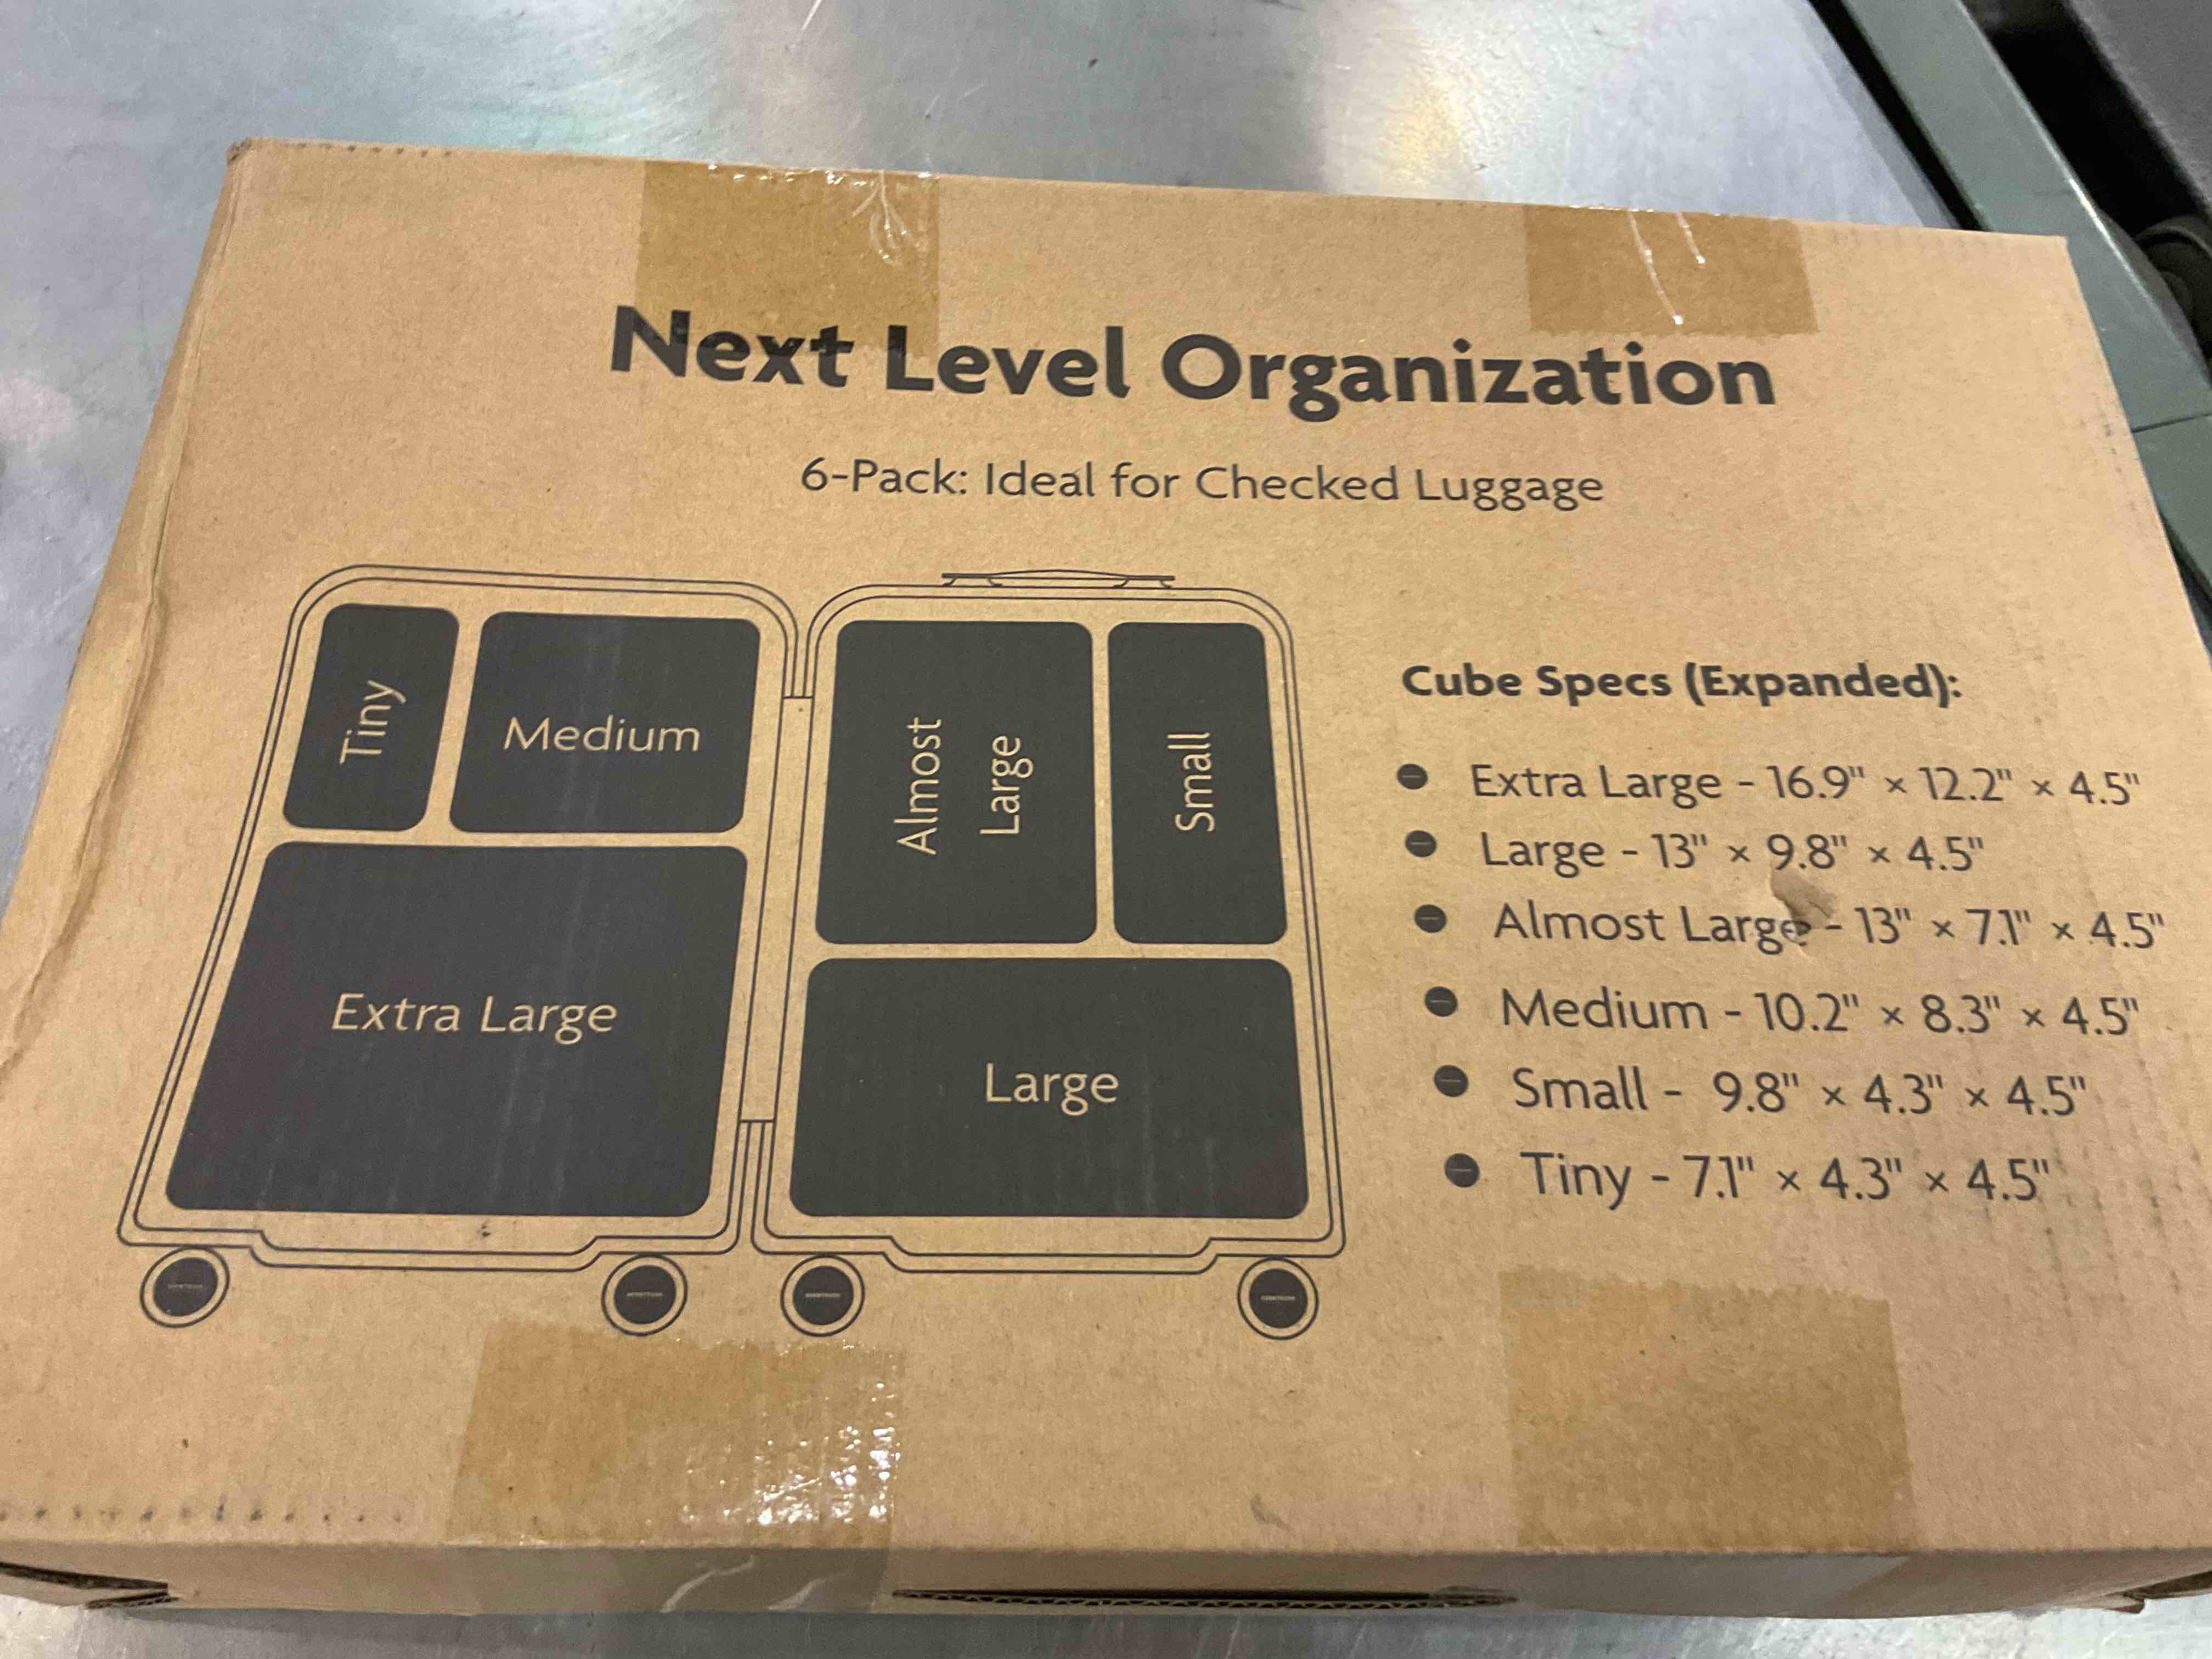 Next Level Organization
6-Pack: Ideal for Checked Luggage
Tiny
Medium
Extra Large
Almost
Large
Small
Large
Cube Specs (Expanded):
Extra Large - 16.9" × 12.2" × 4.5"
Large - 13" × 9.8" × 4.5"
Almost Large - 13" × 7.1" × 4.5"
Medium - 10.2" × 8.3" × 4.5"
Small - 9.8" × 4.3" × 4.5"
Tiny - 7.1" × 4.3" × 4.5"